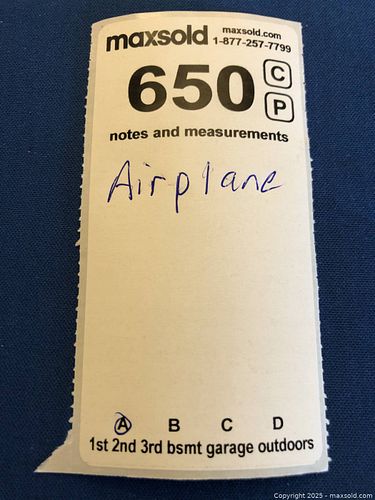 maxsold maxsold.com
1-877-257-7799
650 C
P
notes and measurements
Airplane
A B C D
1st 2nd 3rd bsmt garage outdoors
Copyright 2025 - maxsold.com